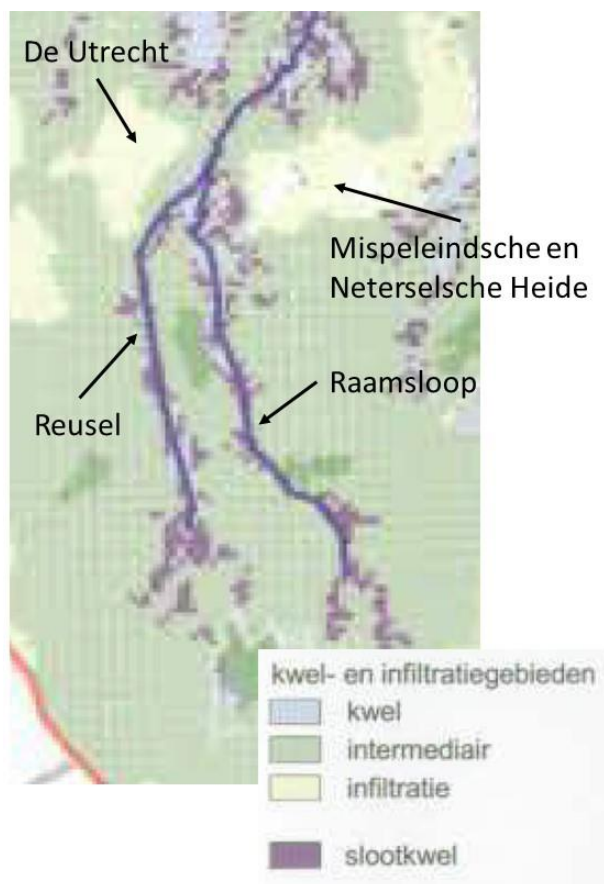 De Utrecht
Mispeleindsche en
Neterselsche Heide
Raamsloop
Reusel
kwel- en infiltratiegebieden
kwel
intermediair
infiltratie
slootkwel